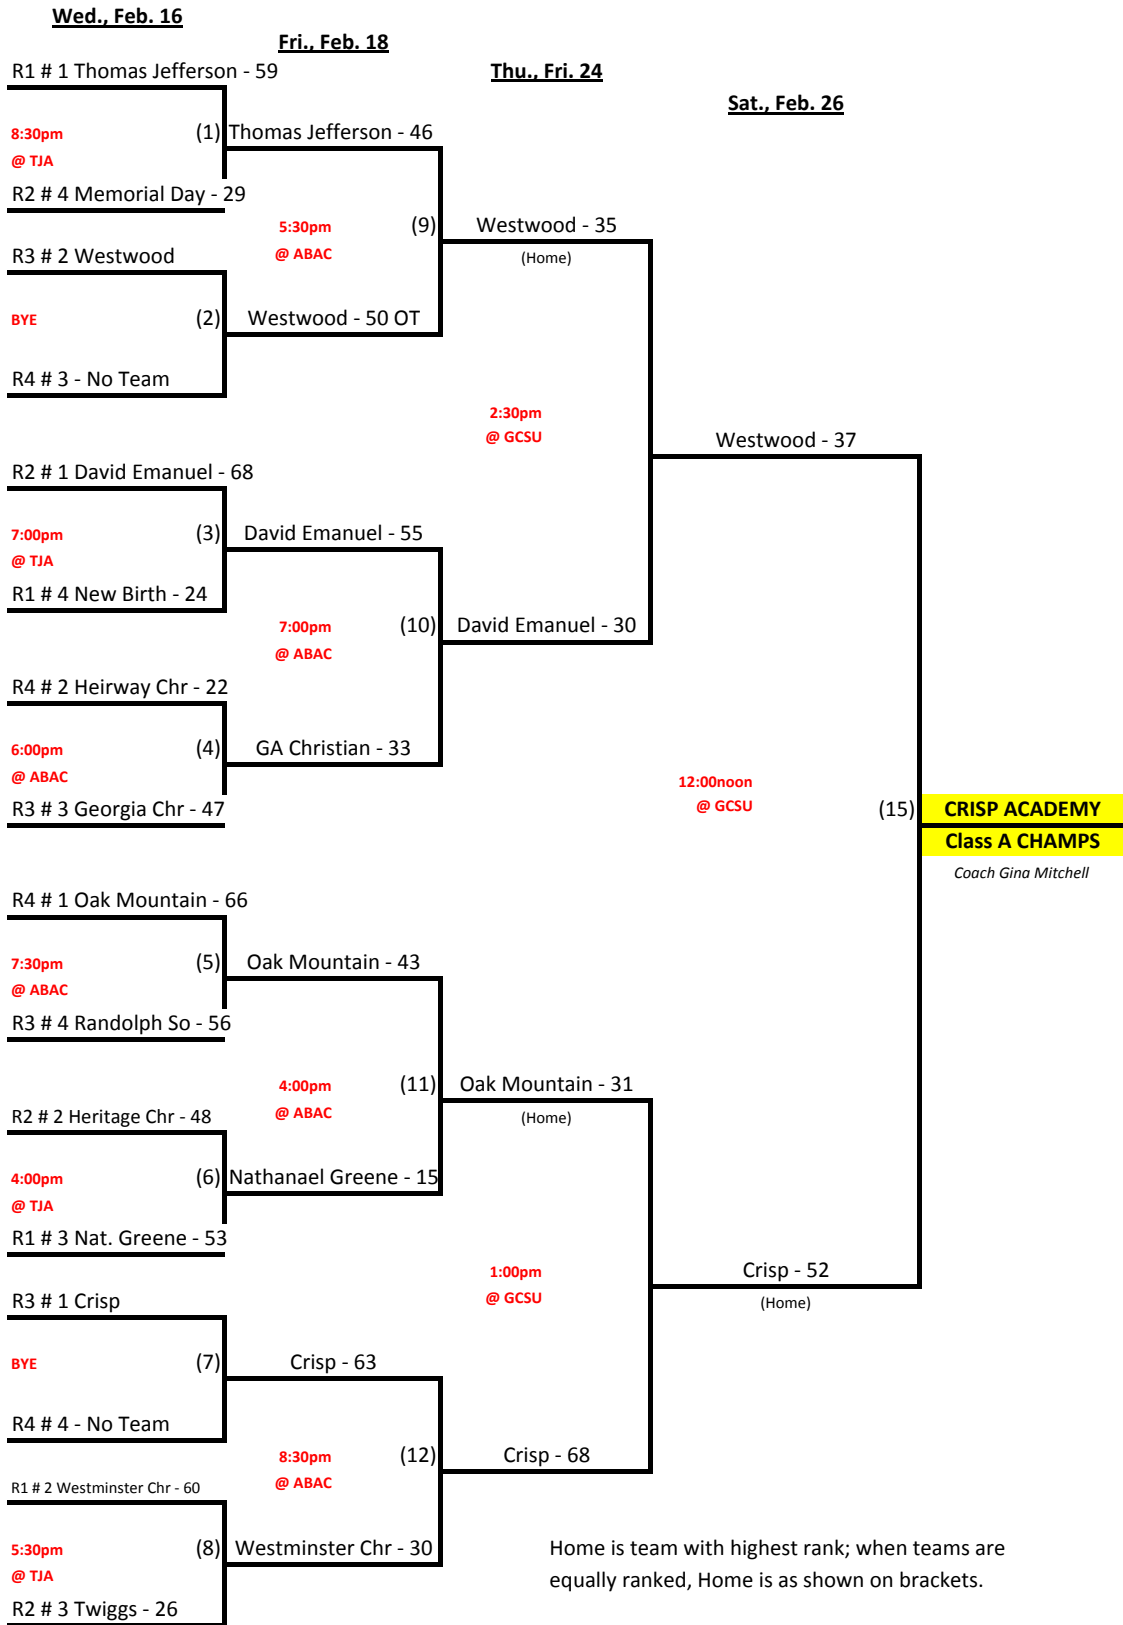 Wed., Feb. 16
Fri., Feb. 18
Thu., Fri. 24
Sat., Feb. 26
R1 # 1 Thomas Jefferson - 59
8:30pm
@ TJA
(1)
R2 # 4 Memorial Day - 29
R3 # 2 Westwood
BYE
(2)
R4 # 3 - No Team
R2 # 1 David Emanuel - 68
7:00pm
@ TJA
(3)
R1 # 4 New Birth - 24
R4 # 2 Heirway Chr - 22
6:00pm
@ ABAC
(4)
R3 # 3 Georgia Chr - 47
R4 # 1 Oak Mountain - 66
7:30pm
@ ABAC
(5)
R3 # 4 Randolph So - 56
R2 # 2 Heritage Chr - 48
4:00pm
@ TJA
(6)
R1 # 3 Nat. Greene - 53
R3 # 1 Crisp
BYE
(7)
R4 # 4 - No Team
R1 # 2 Westminster Chr - 60
5:30pm
@ TJA
(8)
R2 # 3 Twiggs - 26
Thomas Jefferson - 46
5:30pm
@ ABAC
(9)
Westwood - 50 OT
David Emanuel - 55
7:00pm
@ ABAC
(10)
GA Christian - 33
Oak Mountain - 43
4:00pm
@ ABAC
(11)
Nathanael Greene - 15
Crisp - 63
8:30pm
@ ABAC
(12)
Westminster Chr - 30
Westwood - 35
(Home)
2:30pm
@ GCSU
David Emanuel - 30
Oak Mountain - 31
(Home)
1:00pm
@ GCSU
Crisp - 68
Westwood - 37
12:00noon
@ GCSU
(15)
Crisp - 52
(Home)
CRISP ACADEMY
Class A CHAMPS
Coach Gina Mitchell
Home is team with highest rank; when teams are
equally ranked, Home is as shown on brackets.